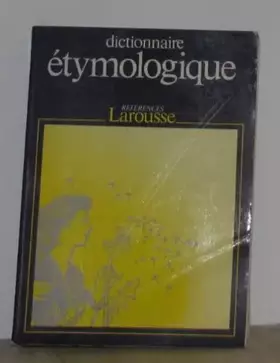 dictionnaire
étymologique
RÉFÉRENCES
Larousse